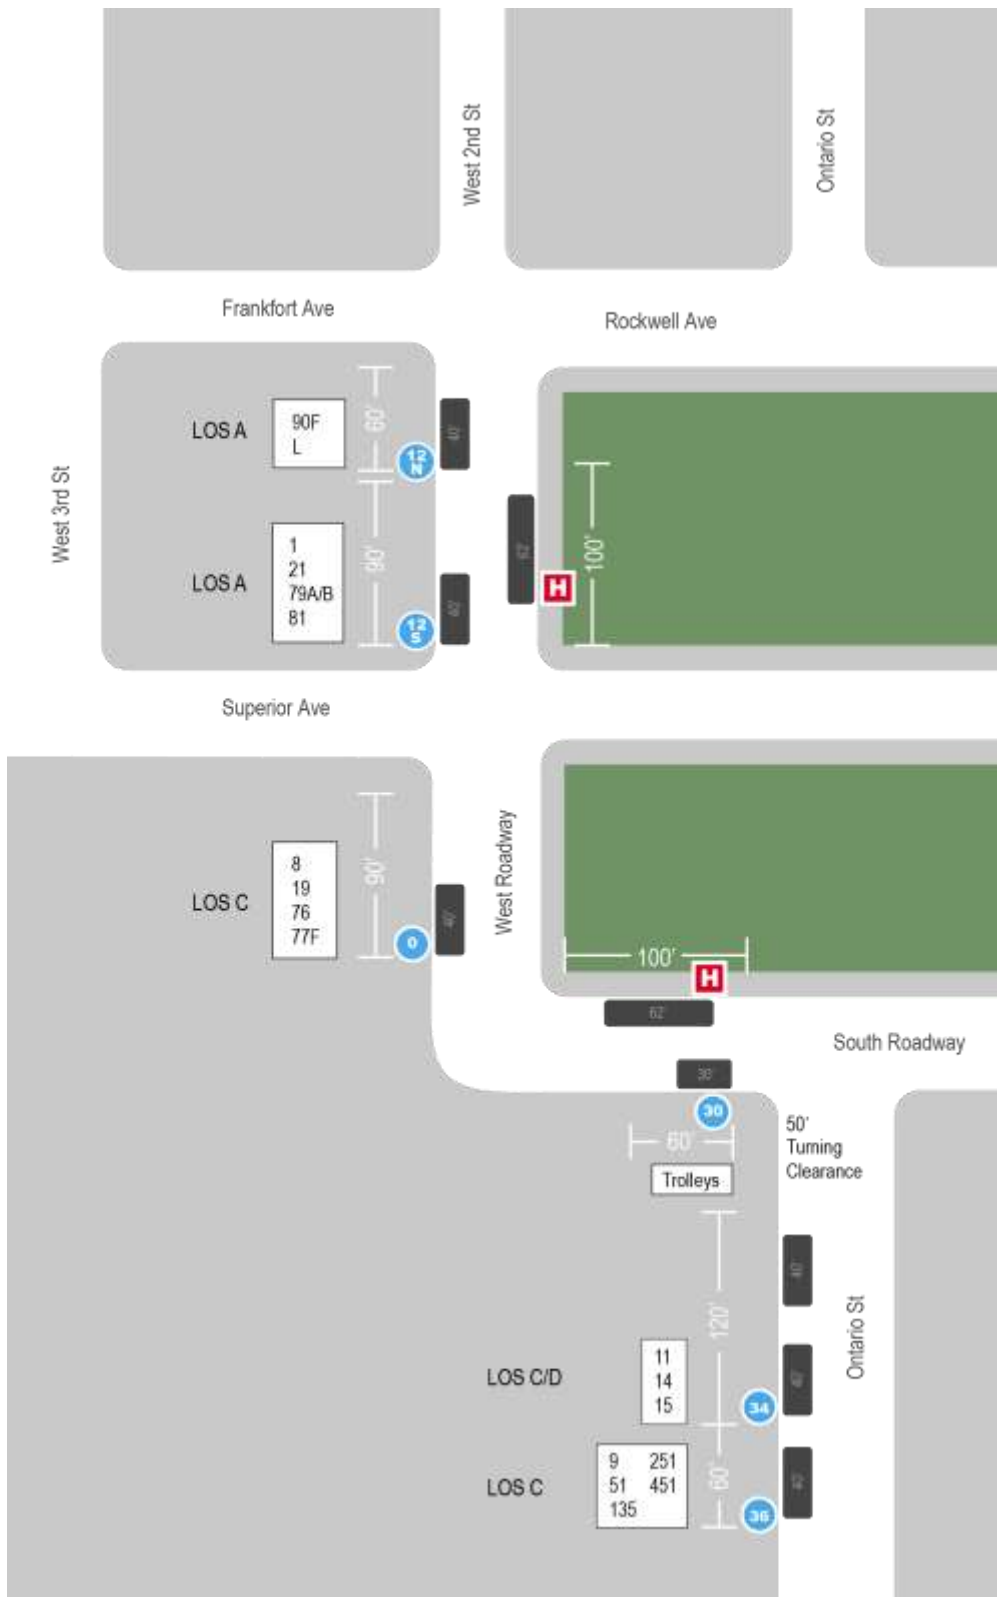 West 2nd St
Ontario St
Frankfort Ave
Rockwell Ave
West 3rd St
LOS A
90F
L
60'
12
N
40'
LOS A
1
21
79A/B
81
90'
12
S
40'
62'
H
100'
Superior Ave
LOS C
8
19
76
77F
90'
0
40'
West Roadway
100'
H
62'
South Roadway
30'
30
60'
Trolleys
50'
Turning
Clearance
120'
40'
Ontario St
LOS C/D
11
14
15
34
40'
LOS C
9 251
51 451
135
60'
36
40'